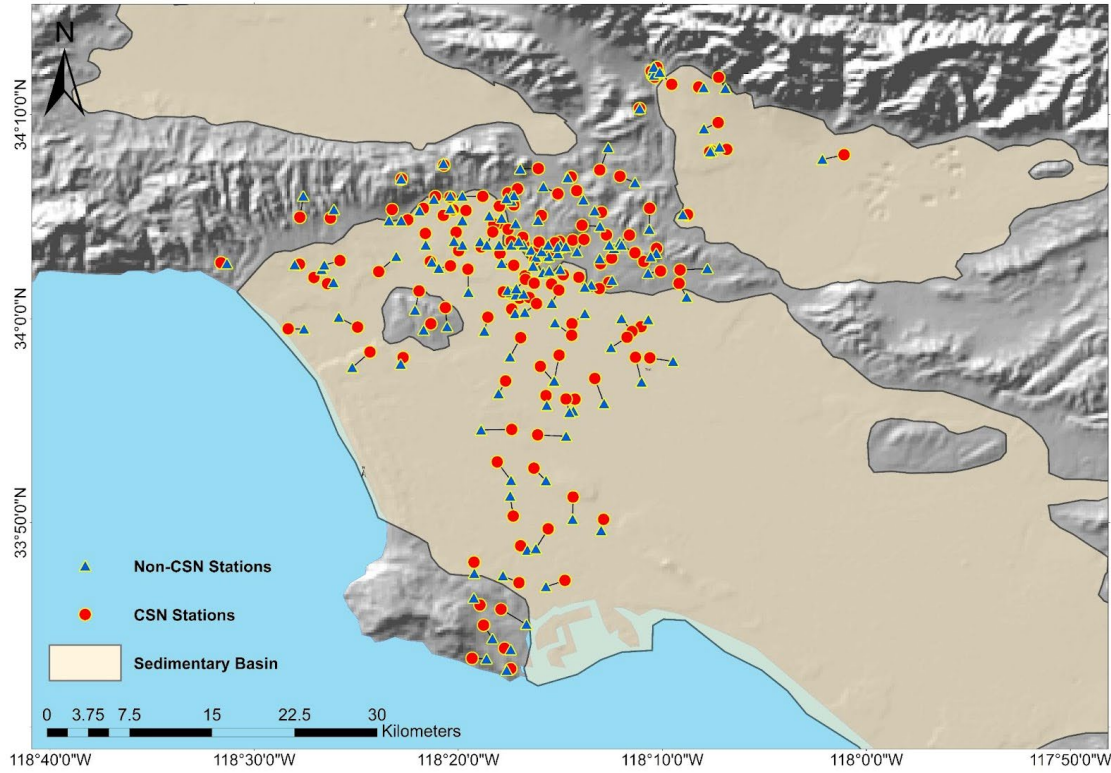 N
34°10'0"N
34°0'0"N
33°50'0"N
Non-CSN Stations
CSN Stations
Sedimentary Basin
0 3.75 7.5 15 22.5 30
Kilometers
118°40'0"W 118°30'0"W 118°20'0"W 118°10'0"W 118°0'0"W 117°50'0"W